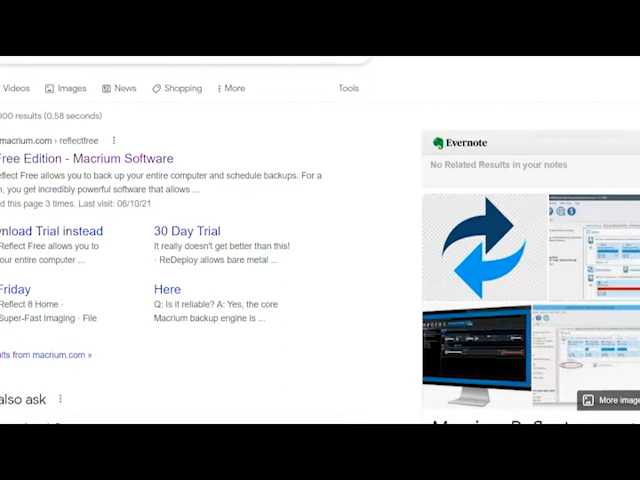 Videos Images News Shopping More Tools
000 results (0.58 seconds)
macrium.com › reflectfree
Free Edition - Macrium Software
eflect Free allows you to back up your entire computer and schedule backups. For a
, you get incredibly powerful software that allows ...
d this page 3 times. Last visit: 06/10/21
wnload Trial instead
Reflect Free allows you to
our entire computer ...
30 Day Trial
It really doesn't get better than this!
· ReDeploy allows bare metal ...
Friday
Reflect 8 Home ·
Super-Fast Imaging · File
Here
Q: Is it reliable? A: Yes, the core
Macrium backup engine is ...
ults from macrium.com »
also ask
Evernote
No Related Results in your notes
More image